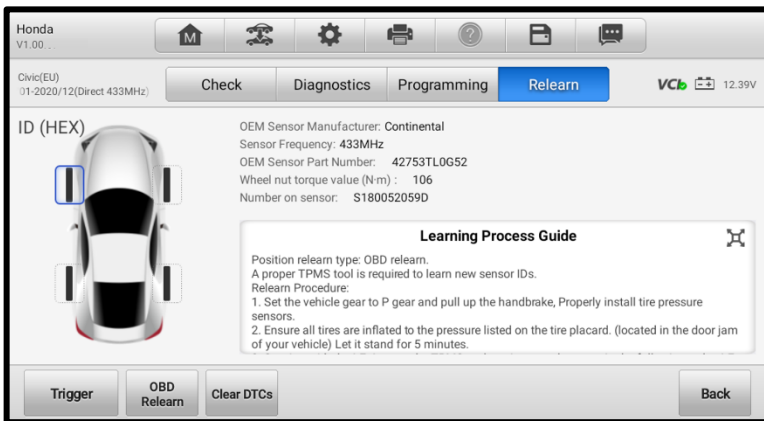 Honda
V1.00..
M
?
Civic(EU)
01-2020/12(Direct 433MHz)
Check
Diagnostics
Programming
Relearn
VCI
12.39V
ID (HEX)
OEM Sensor Manufacturer: Continental
Sensor Frequency: 433MHz
OEM Sensor Part Number: 42753TL0G52
Wheel nut torque value (N·m) : 106
Number on sensor: S180052059D
Learning Process Guide
Position relearn type: OBD relearn.
A proper TPMS tool is required to learn new sensor IDs.
Relearn Procedure:
1. Set the vehicle gear to P gear and pull up the handbrake, Properly install tire pressure
sensors.
2. Ensure all tires are inflated to the pressure listed on the tire placard. (located in the door jam
of your vehicle) Let it stand for 5 minutes.
Trigger
OBD
Relearn
Clear DTCs
Back